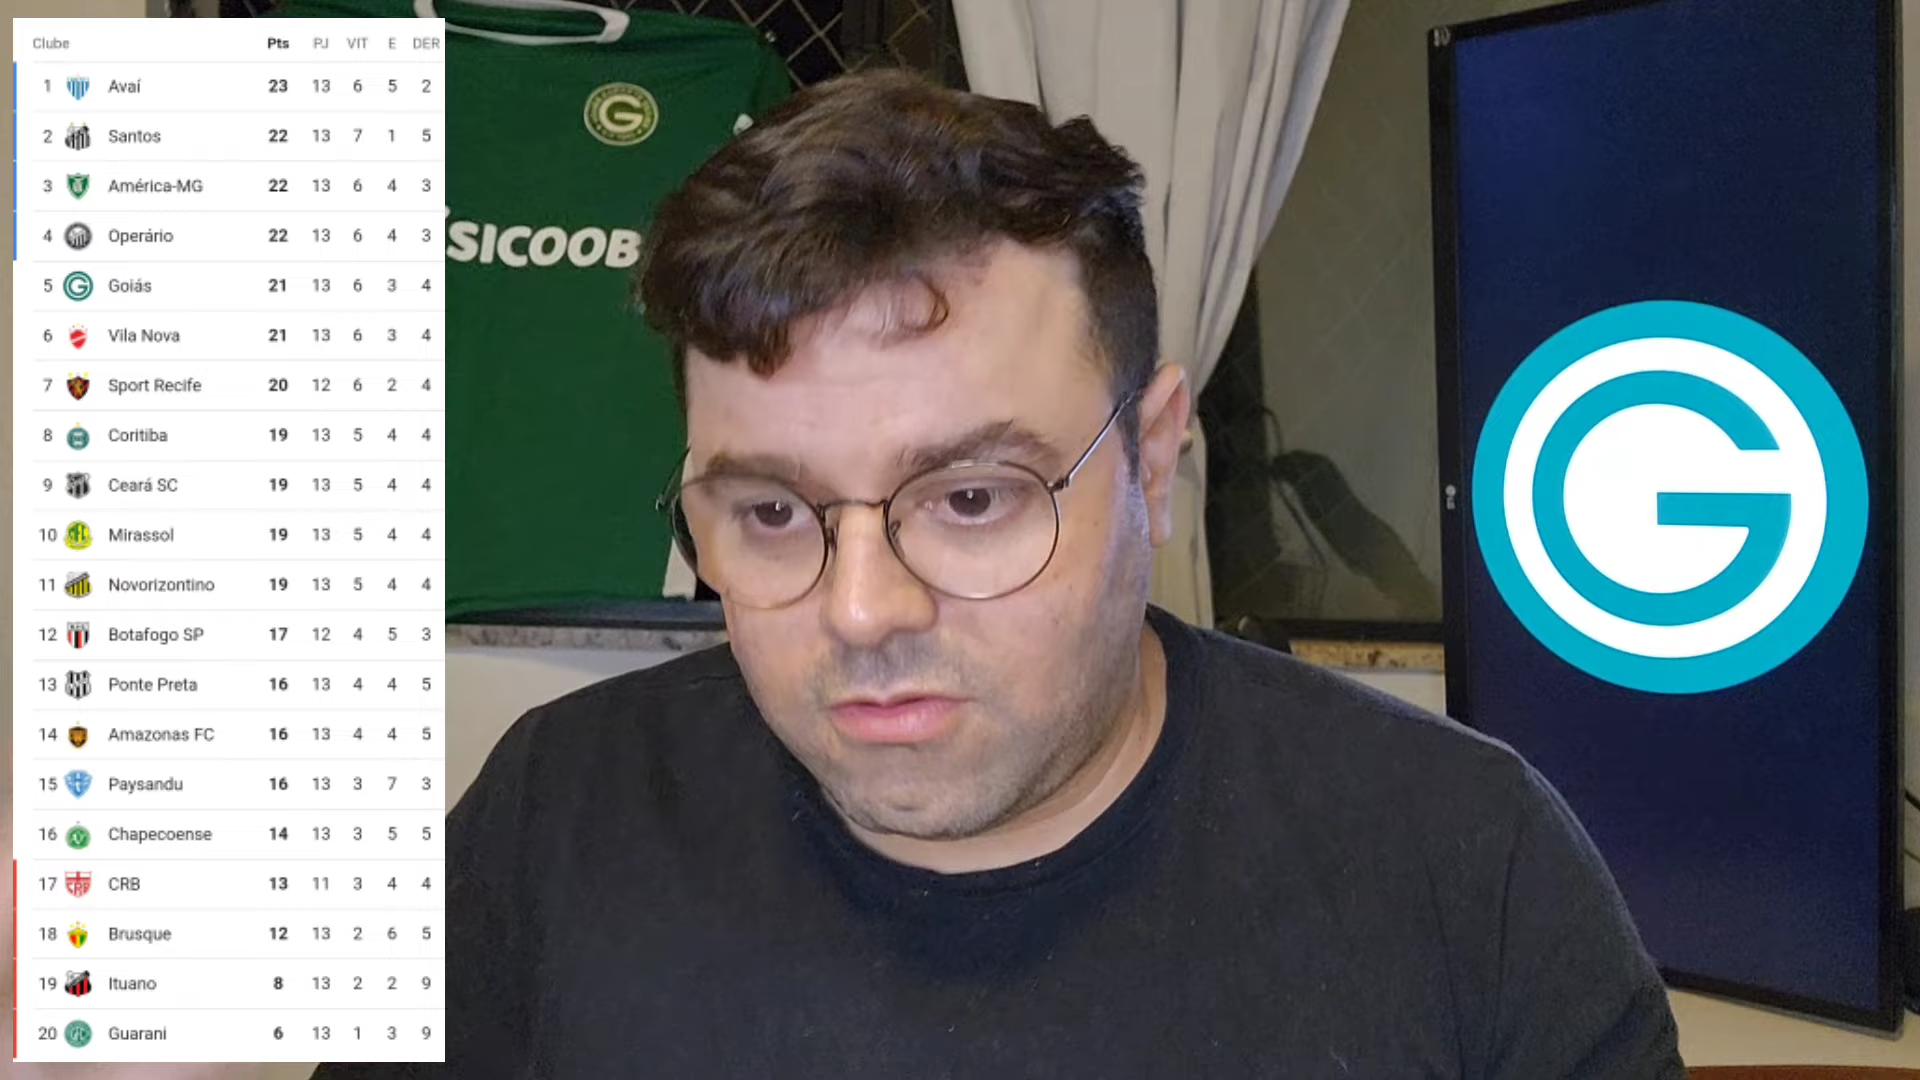 Clube Pts PJ VIT E DER
1 Avaí 23 13 6 5 2
2 Santos 22 13 7 1 5
3 América-MG 22 13 6 4 3
4 Operário 22 13 6 4 3
5 Goiás 21 13 6 3 4
6 Vila Nova 21 13 6 3 4
7 Sport Recife 20 12 6 2 4
8 Coritiba 19 13 5 4 4
9 Ceará SC 19 13 5 4 4
10 Mirassol 19 13 5 4 4
11 Novorizontino 19 13 5 4 4
12 Botafogo SP 17 12 4 5 3
13 Ponte Preta 16 13 4 4 5
14 Amazonas FC 16 13 4 4 5
15 Paysandu 16 13 3 7 3
16 Chapecoense 14 13 3 5 5
17 CRB 13 11 3 4 4
18 Brusque 12 13 2 6 5
19 Ituano 8 13 2 2 9
20 Guarani 6 13 1 3 9
G
SICOOB
G